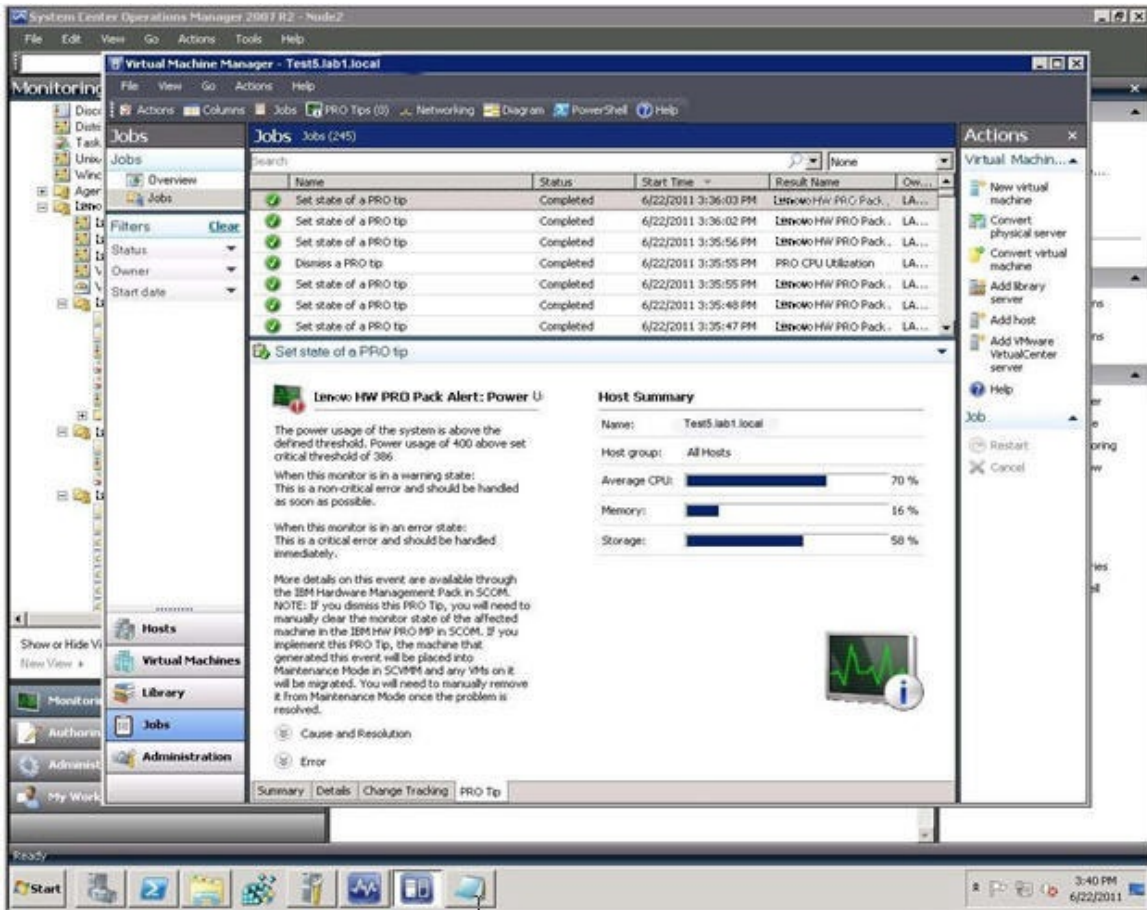 System Center Operations Manager 2007 R2 - Node2
File Edit View Go Actions Tools Help
Monitoring
Virtual Machine Manager - Test5.lab1.local
File View Go Actions Help
Actions Columns Jobs PRO Tips (0) Networking Diagram PowerShell Help
Jobs
Jobs
Overview
Jobs
Filters Clear
Status
Owner
Start date
Jobs Jobs (245)
Search None
Name Status Start Time Result Name Ow...
Set state of a PRO tip Completed 6/22/2011 3:36:03 PM Lenovo HW PRO Pack. LA...
Set state of a PRO tip Completed 6/22/2011 3:36:02 PM Lenovo HW PRO Pack. LA...
Set state of a PRO tip Completed 6/22/2011 3:35:56 PM Lenovo HW PRO Pack. LA...
Dismiss a PRO tip Completed 6/22/2011 3:35:55 PM PRO CPU Utilization LA...
Set state of a PRO tip Completed 6/22/2011 3:35:55 PM Lenovo HW PRO Pack. LA...
Set state of a PRO tip Completed 6/22/2011 3:35:48 PM Lenovo HW PRO Pack. LA...
Set state of a PRO tip Completed 6/22/2011 3:35:47 PM Lenovo HW PRO Pack. LA...
Set state of a PRO tip
Lenovo HW PRO Pack Alert: Power U
The power usage of the system is above the
defined threshold. Power usage of 400 above set
critical threshold of 386
When this monitor is in a warning state:
This is a non-critical error and should be handled
as soon as possible.
When this monitor is in an error state:
This is a critical error and should be handled
immediately.
More details on this event are available through
the IBM Hardware Management Pack in SCOM.
NOTE: If you dismiss this PRO Tip, you will need to
manually clear the monitor state of the affected
machine in the IBM HW PRO MP in SCOM. If you
implement this PRO Tip, the machine that
generated this event will be placed into
Maintenance Mode in SCVMM and any VMs on it
will be migrated. You will need to manually remove
it from Maintenance Mode once the problem is
resolved.
Cause and Resolution
Error
Host Summary
Name: Test5.lab1.local
Host group: All Hosts
Average CPU: 70 %
Memory: 16 %
Storage: 58 %
Summary Details Change Tracking PRO Tip
Actions
Virtual Machin...
New virtual
machine
Convert
physical server
Convert virtual
machine
Add library
server
Add host
Add VMware
VirtualCenter
server
Help
Job
Restart
Cancel
Hosts
Virtual Machines
Library
Jobs
Administration
Show or Hide Vi
New View
Monitori
Authorin
Administ
My Work
Ready
Start
3:40 PM
6/22/2011